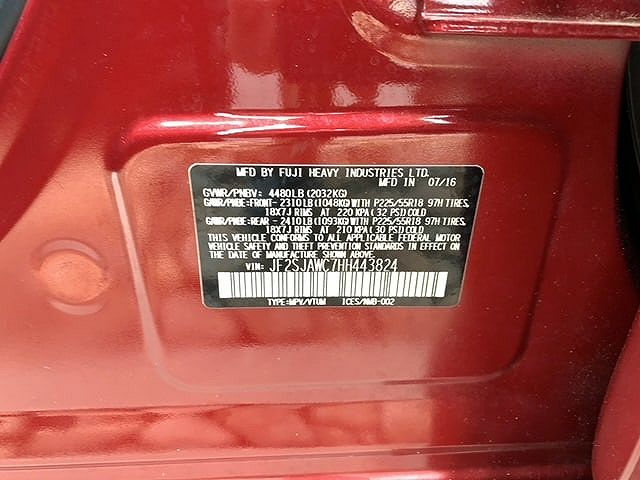 MFD BY FUJI HEAVY INDUSTRIES LTD.
MFD IN 07/16
GVWR/PNBV: 4480LB(2032KG)
GAWR/PNBE:FRONT-2310LB(1048KG)WITH P225/55R18 97H TIRES,
18X7J RIMS AT 220 KPA( 32 PSI)COLD
GAWR/PNBE:REAR -2410LB(1093KG)WITH P225/55R18 97H TIRES,
18X7J RIMS AT 210 KPA( 30 PSI)COLD
THIS VEHICLE CONFORMS TO ALL APPLICABLE FEDERAL MOTOR
VEHICLE SAFETY AND THEFT PREVENTION STANDARDS IN EFFECT
ON THE DATE OF MANUFACTURE SHOWN ABOVE.
VIN: JF2SJAWC7HH443824
TYPE:MPV/VTUM ICES/NMB-002